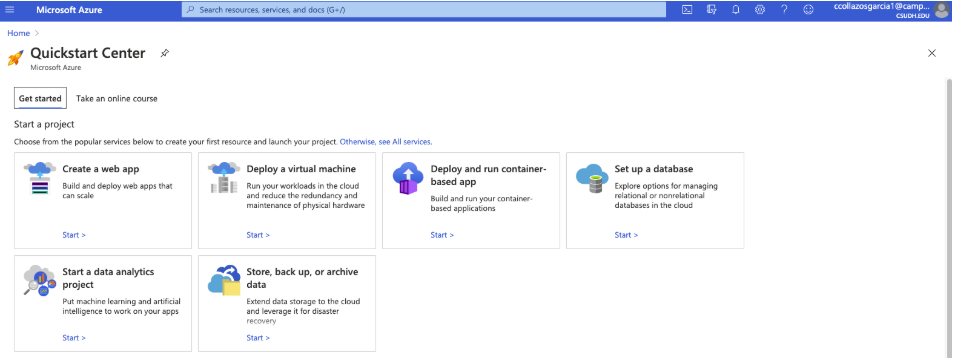 Microsoft Azure
Search resources, services, and docs (G+/)
ccollazosgarcia1@camp...
CSUDH.EDU
Home >
Quickstart Center
Microsoft Azure
Get started
Take an online course
Start a project
Choose from the popular services below to create your first resource and launch your project. Otherwise, see All services.
Create a web app
Build and deploy web apps that
can scale
Start >
Deploy a virtual machine
Run your workloads in the cloud
and reduce the redundancy and
maintenance of physical hardware
Start >
Deploy and run container-
based app
Build and run your container-
based applications
Start >
Set up a database
Explore options for managing
relational or nonrelational
databases in the cloud
Start >
Start a data analytics
project
Put machine learning and artificial
intelligence to work on your apps
Start >
Store, back up, or archive
data
Extend data storage to the cloud
and leverage it for disaster
recovery
Start >